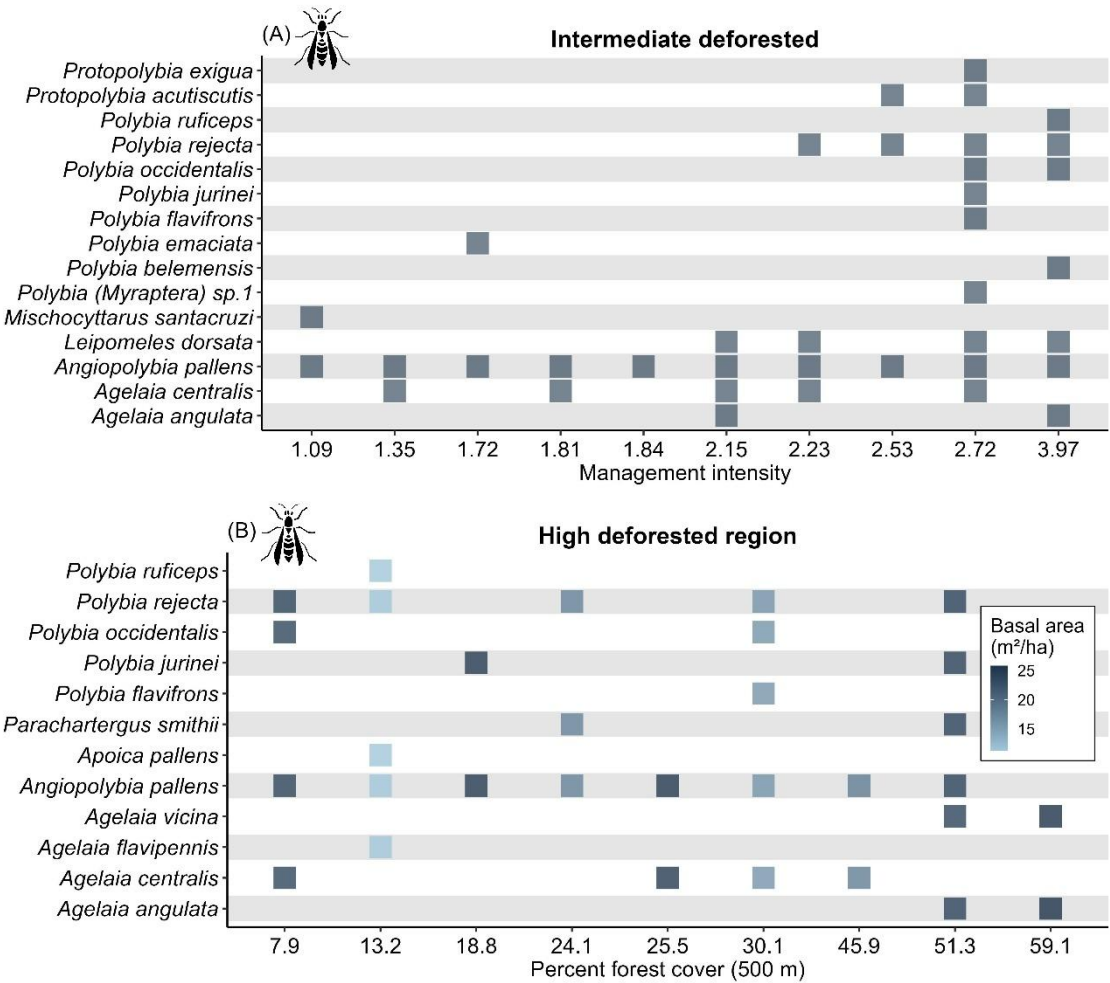 (A)
Intermediate deforested
Protopolybia exigua
Protopolybia acutiscutis
Polybia ruficeps
Polybia rejecta
Polybia occidentalis
Polybia jurinei
Polybia flavifrons
Polybia emaciata
Polybia belemensis
Polybia (Myraptera) sp.1
Mischocyttarus santacruzi
Leipomeles dorsata
Angiopolybia pallens
Agelaia centralis
Agelaia angulata
1.09 1.35 1.72 1.81 1.84 2.15 2.23 2.53 2.72 3.97
Management intensity
(B)
High deforested region
Polybia ruficeps
Polybia rejecta
Polybia occidentalis
Polybia jurinei
Polybia flavifrons
Parachartergus smithii
Apoica pallens
Angiopolybia pallens
Agelaia vicina
Agelaia flavipennis
Agelaia centralis
Agelaia angulata
Basal area
(m²/ha)
25
20
15
7.9 13.2 18.8 24.1 25.5 30.1 45.9 51.3 59.1
Percent forest cover (500 m)